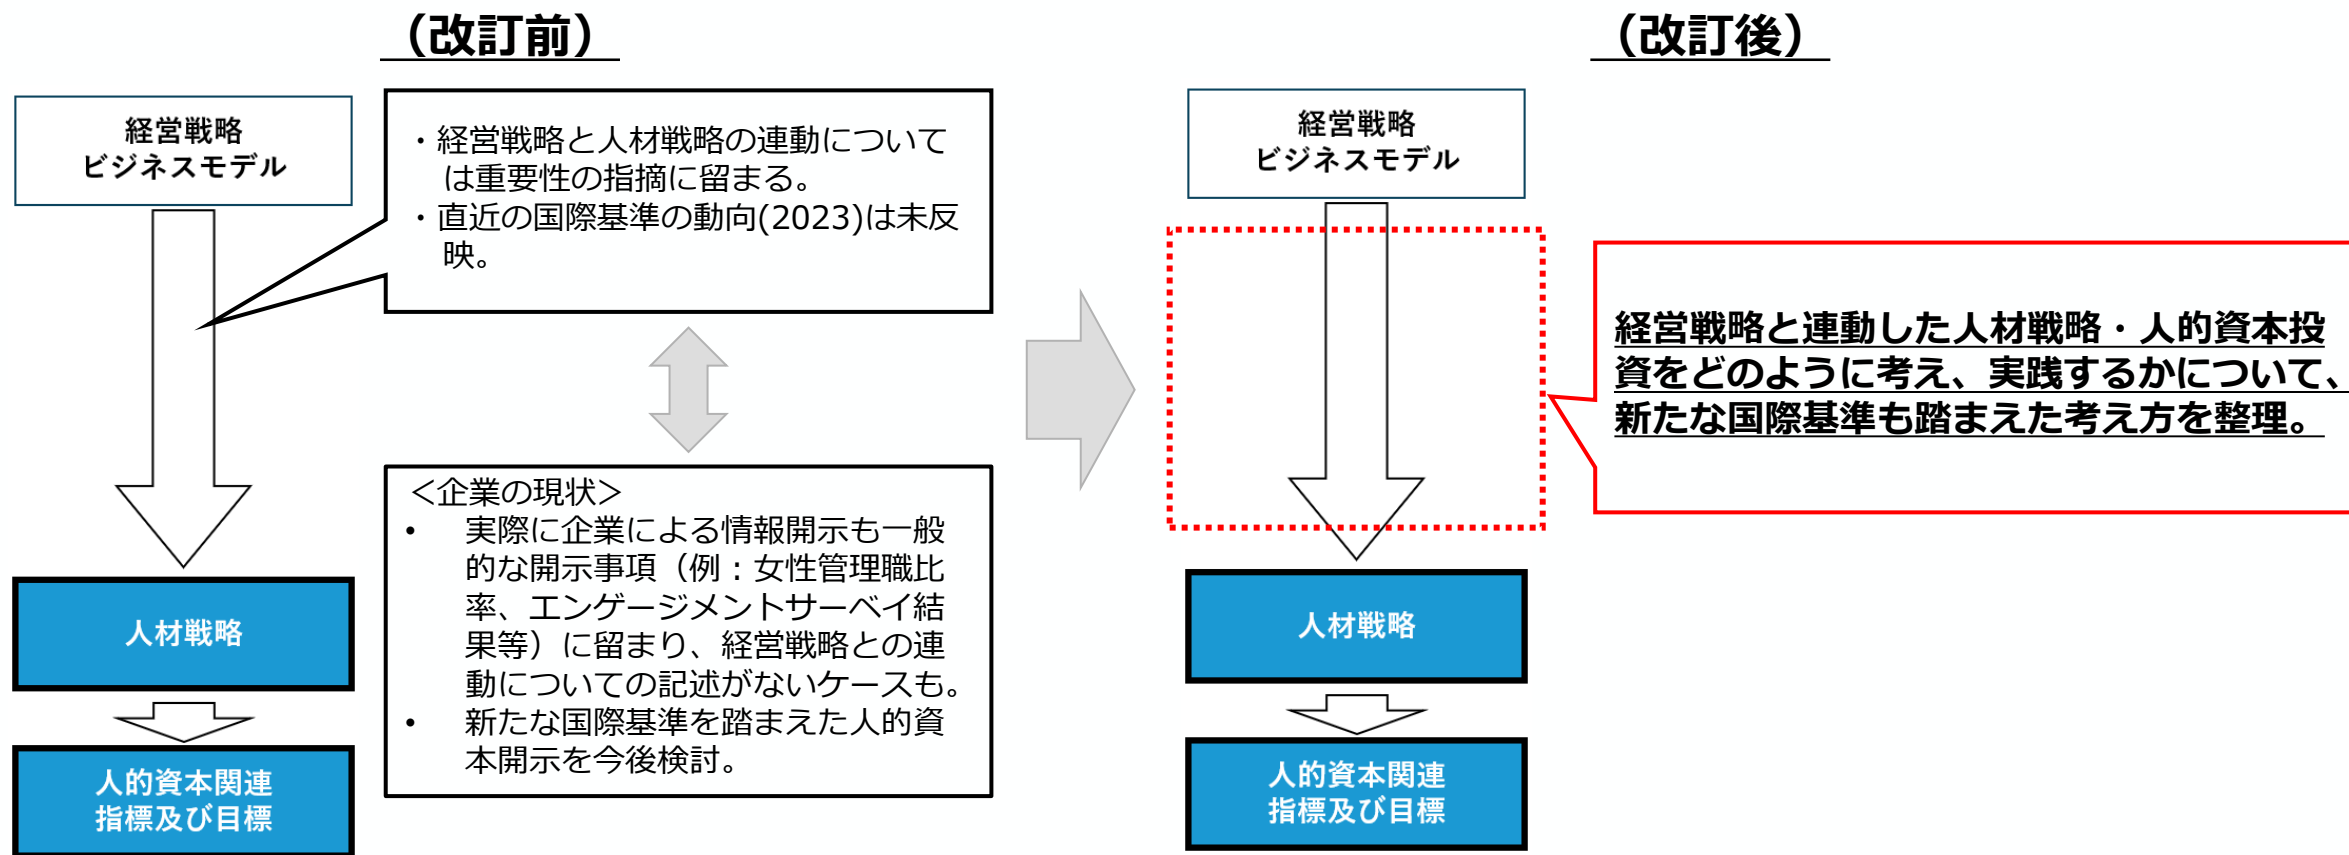 （改訂前）
経営戦略
ビジネスモデル
・経営戦略と人材戦略の連動について
は重要性の指摘に留まる。
・直近の国際基準の動向(2023)は未反
映。
＜企業の現状＞
• 実際に企業による情報開示も一般
的な開示事項（例：女性管理職比
率、エンゲージメントサーベイ結
果等）に留まり、経営戦略との連
動についての記述がないケースも。
• 新たな国際基準を踏まえた人的資
本開示を今後検討。
人材戦略
人的資本関連
指標及び目標
（改訂後）
経営戦略
ビジネスモデル
経営戦略と連動した人材戦略・人的資本投
資をどのように考え、実践するかについて、
新たな国際基準も踏まえた考え方を整理。
人材戦略
人的資本関連
指標及び目標